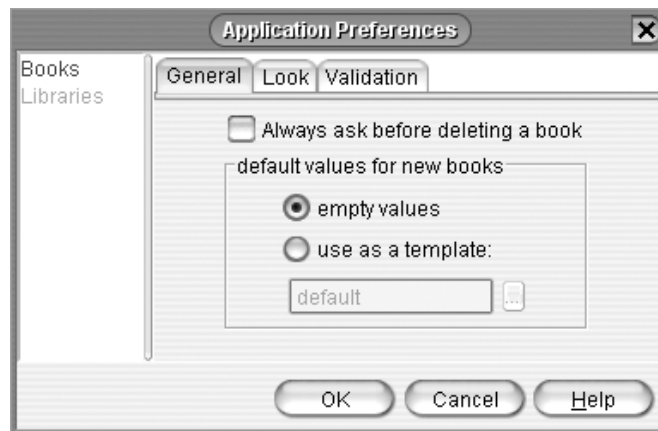 Application Preferences
Books
Libraries
General Look Validation
Always ask before deleting a book
default values for new books
empty values
use as a template:
default ...
OK Cancel Help